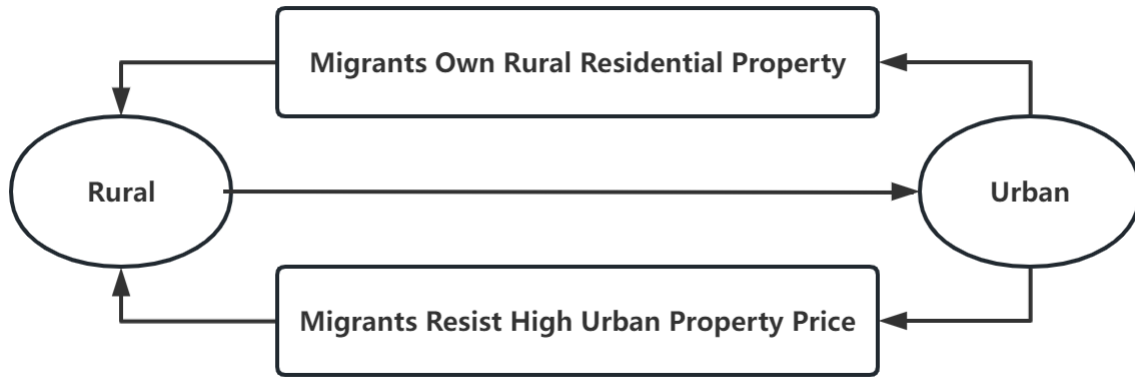 Migrants Own Rural Residential Property
Rural
Urban
Migrants Resist High Urban Property Price